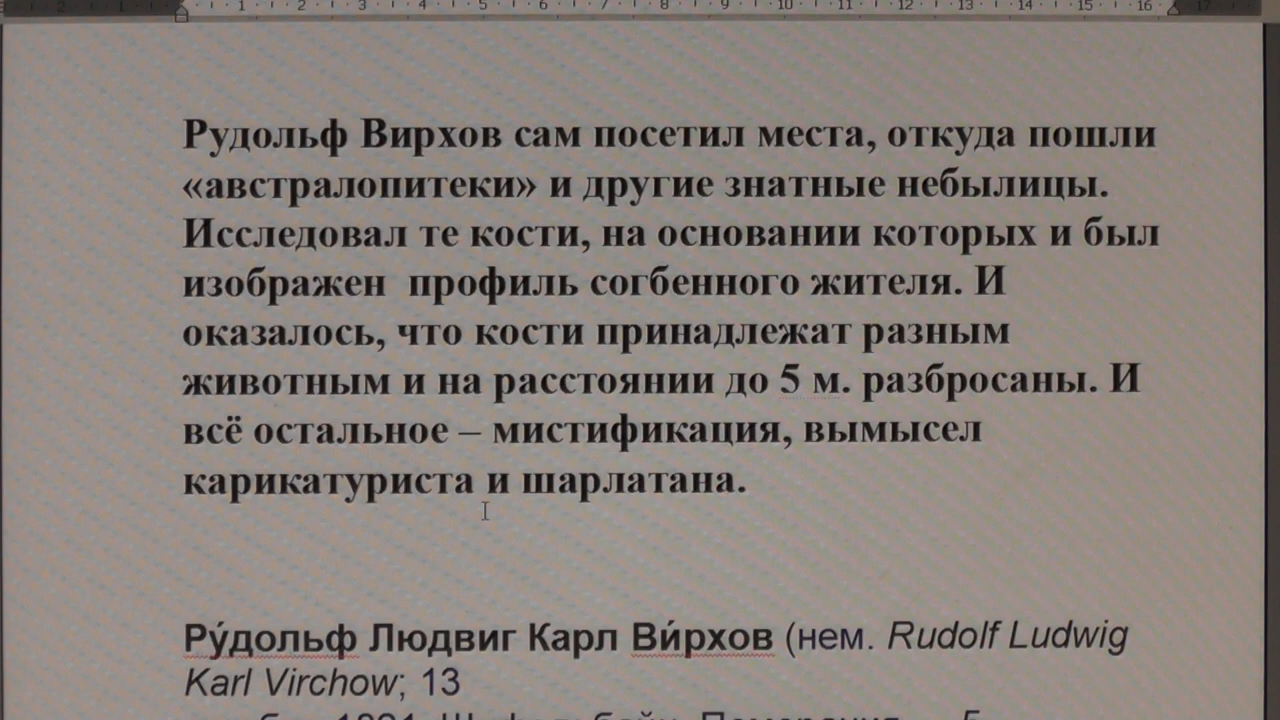 Рудольф Вирхов сам посетил места, откуда пошли
«австралопитеки» и другие знатные небылицы.
Исследовал те кости, на основании которых и был
изображен профиль согбенного жителя. И
оказалось, что кости принадлежат разным
животным и на расстоянии до 5 м. разбросаны. И
всё остальное – мистификация, вымысел
карикатуриста и шарлатана.
Ру́дольф Людвиг Карл Ви́рхов (нем. Rudolf Ludwig
Karl Virchow; 13